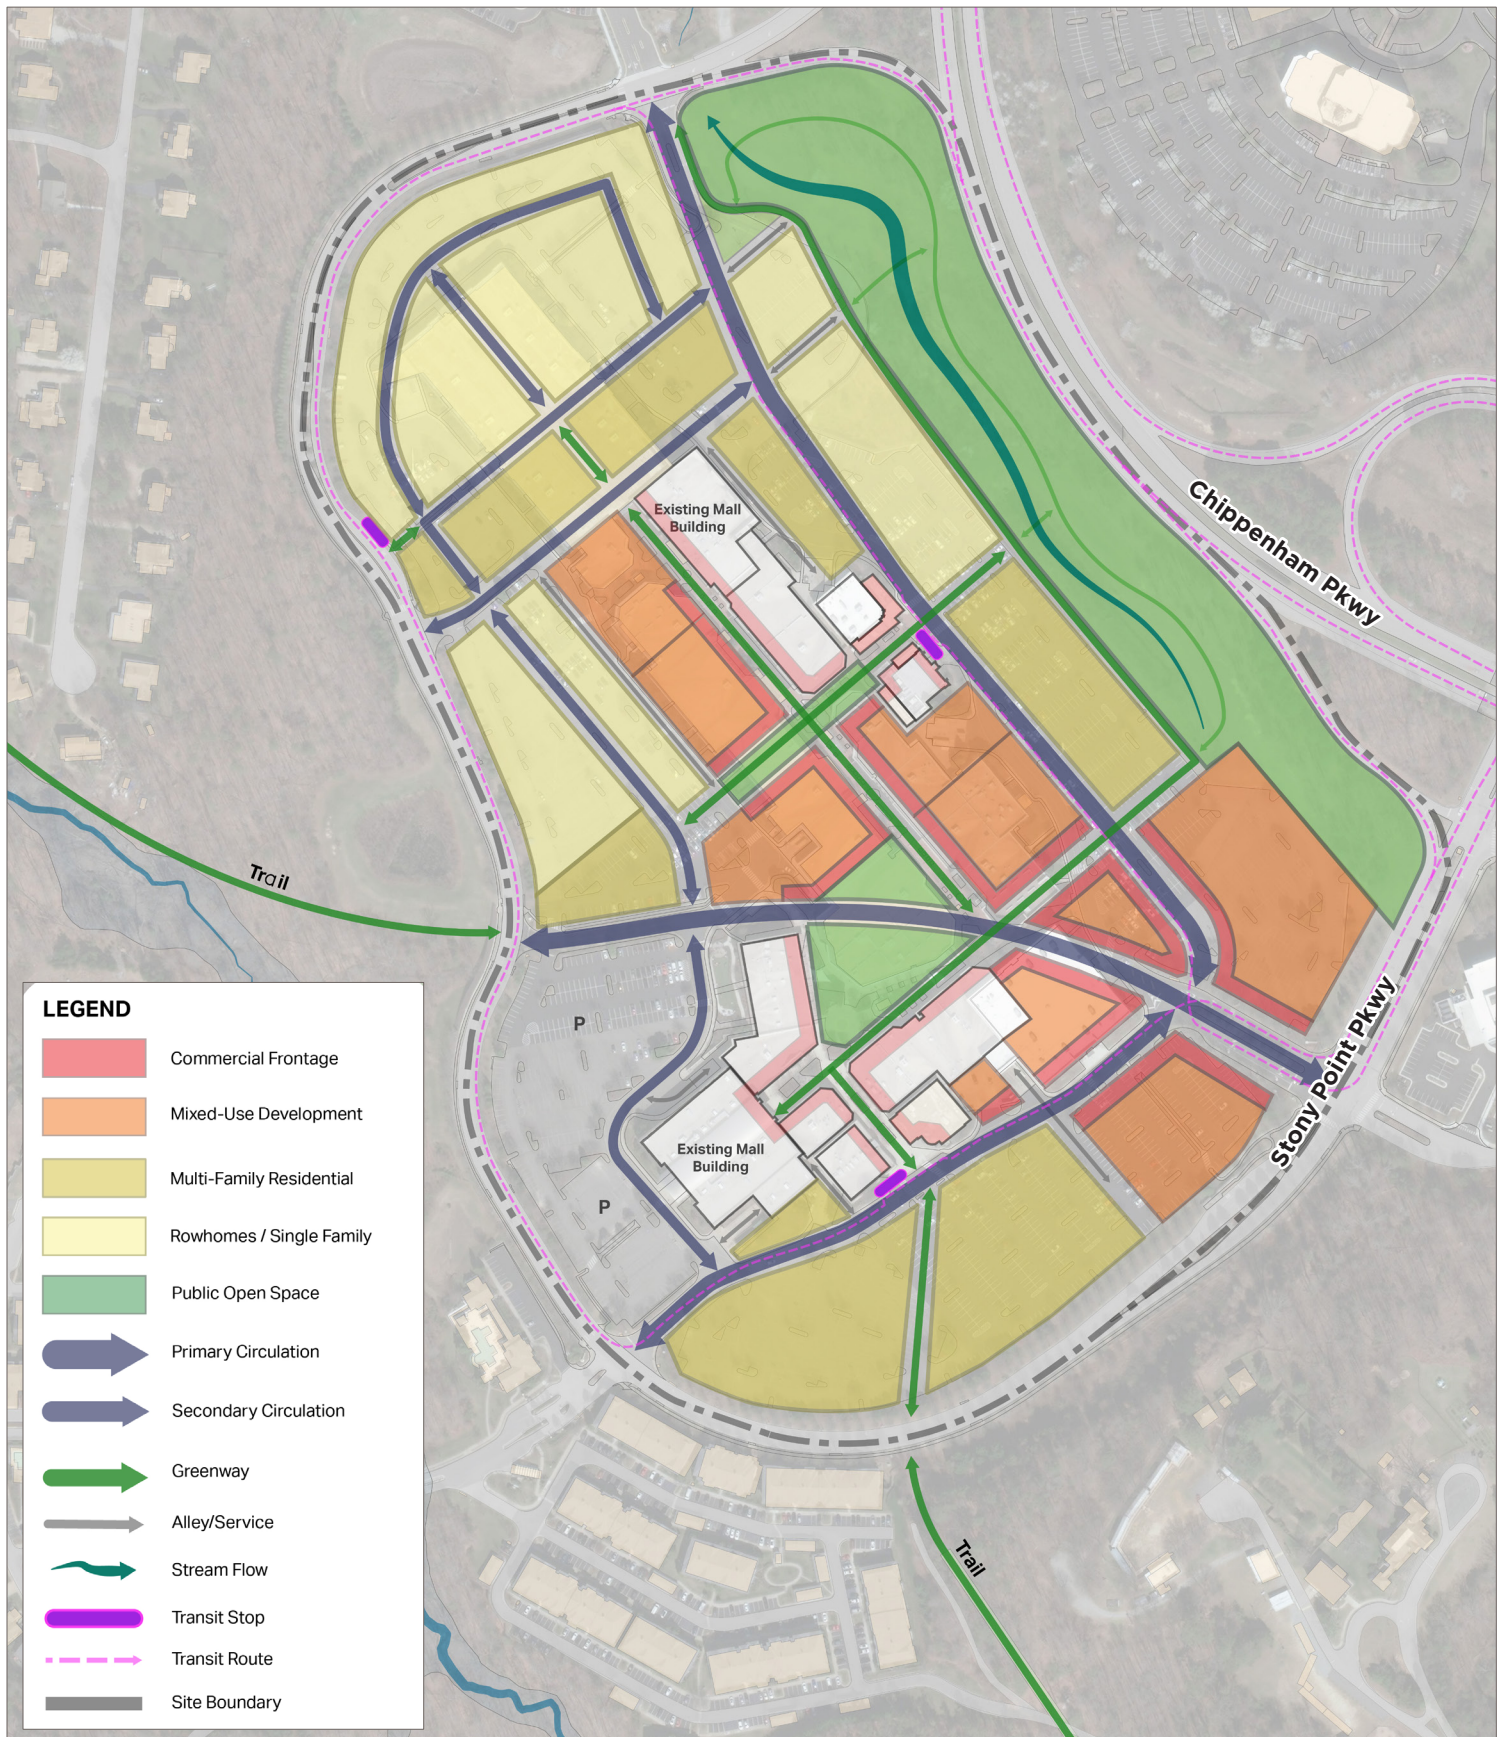 Existing Mall
Building
Chippenham Pkwy
Trail
Stony Point Pkwy
P
Existing Mall
Building
P
Trail
LEGEND
Commercial Frontage
Mixed-Use Development
Multi-Family Residential
Rowhomes / Single Family
Public Open Space
Primary Circulation
Secondary Circulation
Greenway
Alley/Service
Stream Flow
Transit Stop
Transit Route
Site Boundary